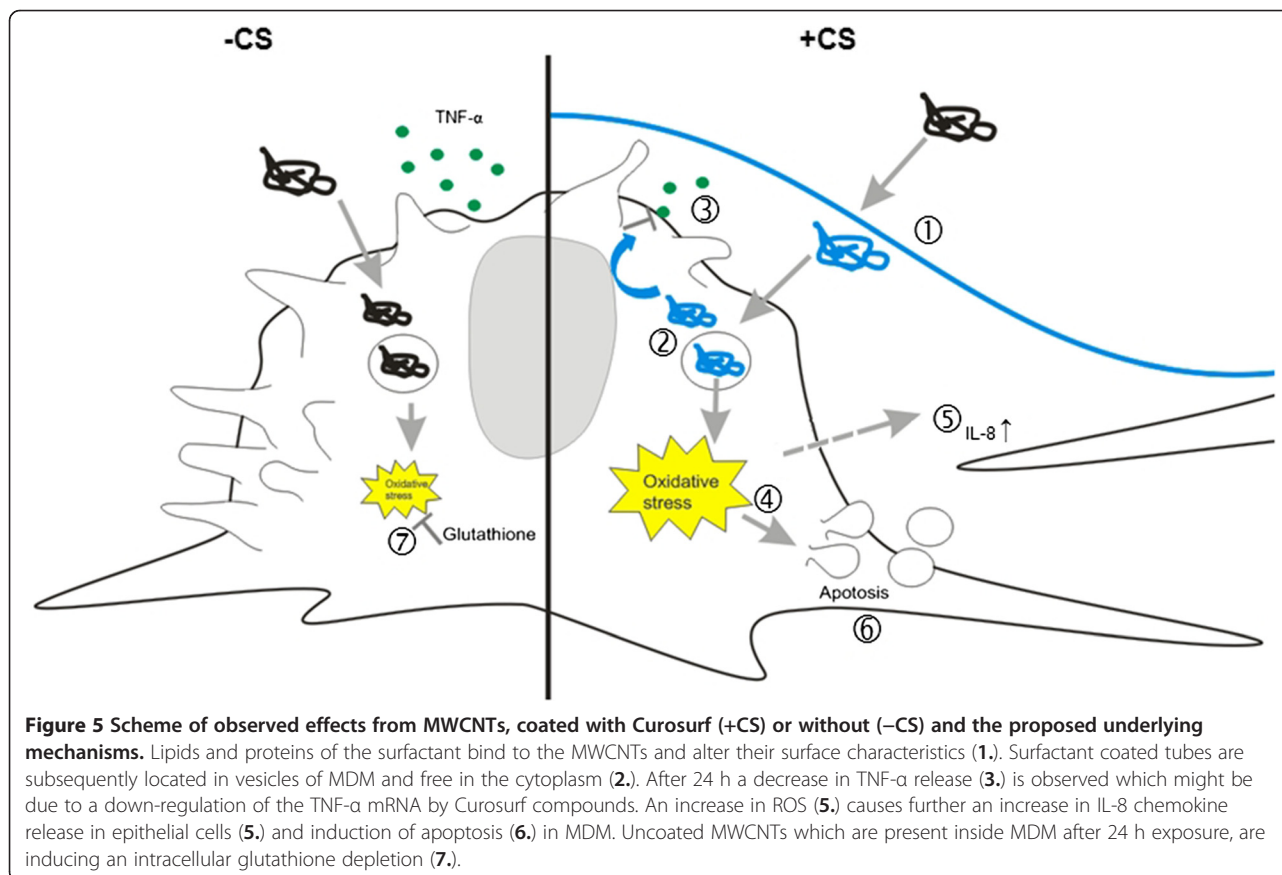 -CS
+CS
TNF-α
③
①
②
⑤ IL-8 ↑
Oxidative
stress
Oxidative
stress
④
⑦
Glutathione
Apotosis
⑥
Figure 5 Scheme of observed effects from MWCNTs, coated with Curosurf (+CS) or without (−CS) and the proposed underlying
mechanisms. Lipids and proteins of the surfactant bind to the MWCNTs and alter their surface characteristics (1.). Surfactant coated tubes are
subsequently located in vesicles of MDM and free in the cytoplasm (2.). After 24 h a decrease in TNF-α release (3.) is observed which might be
due to a down-regulation of the TNF-α mRNA by Curosurf compounds. An increase in ROS (5.) causes further an increase in IL-8 chemokine
release in epithelial cells (5.) and induction of apoptosis (6.) in MDM. Uncoated MWCNTs which are present inside MDM after 24 h exposure, are
inducing an intracellular glutathione depletion (7.).